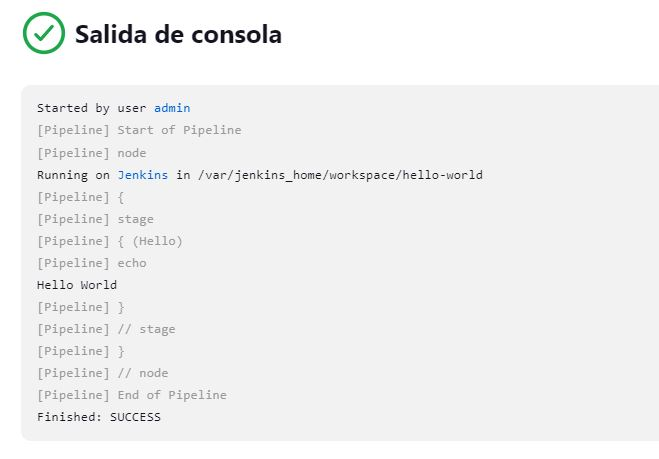 Salida de consola
Started by user admin
[Pipeline] Start of Pipeline
[Pipeline] node
Running on Jenkins in /var/jenkins_home/workspace/hello-world
[Pipeline] {
[Pipeline] stage
[Pipeline] { (Hello)
[Pipeline] echo
Hello World
[Pipeline] }
[Pipeline] // stage
[Pipeline] }
[Pipeline] // node
[Pipeline] End of Pipeline
Finished: SUCCESS